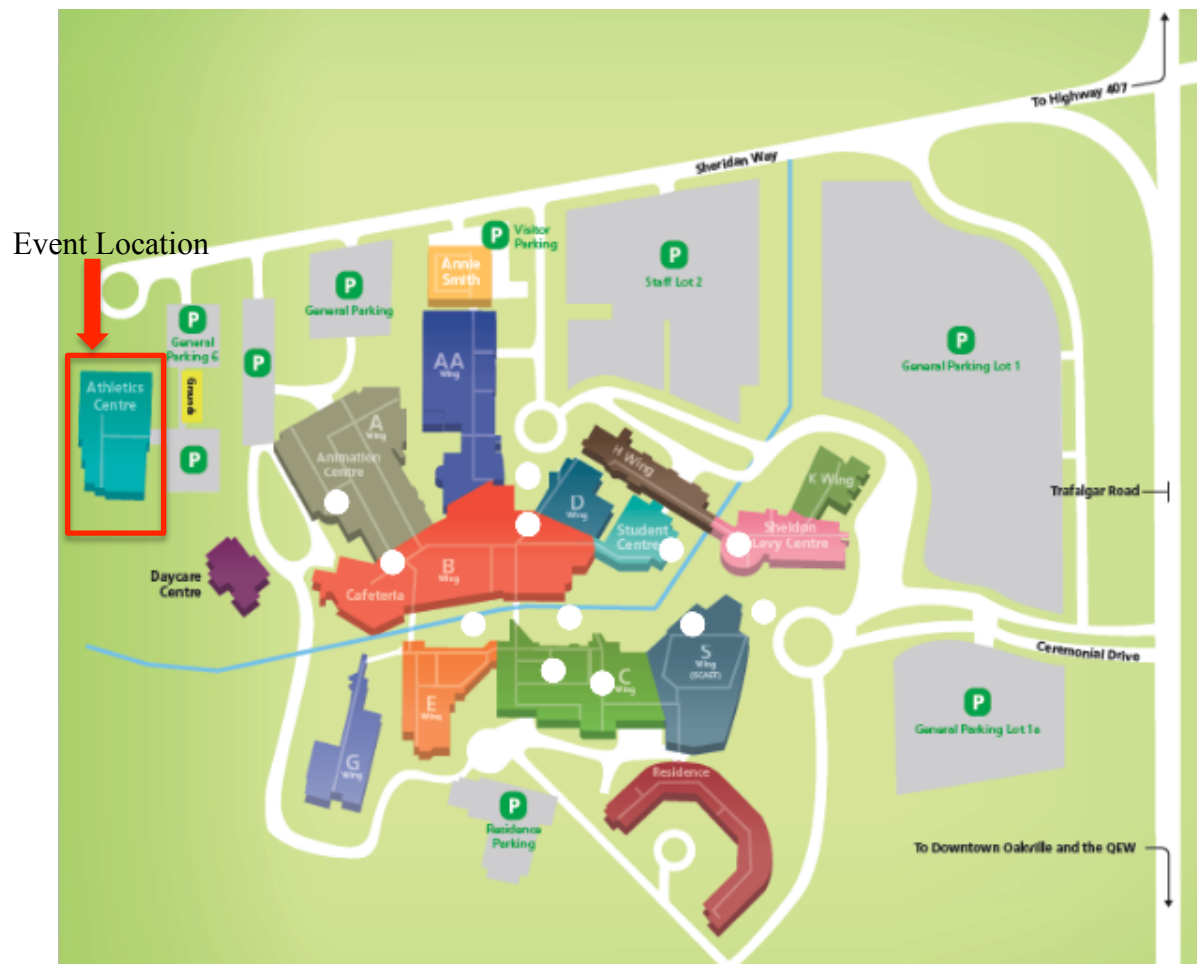 To Highway 407
Sheridan Way
Event Location
P
Visitor
Parking
Annie
Smith
P
General Parking
P
Staff Lot 2
P
General
Parking 6
P
P
General Parking Lot 1
AA
Wing
Athletics
Centre
Grounds
A
Wing
Animation
Centre
P
H Wing
K Wing
Trafalgar Road
D
Wing
Student
Centre
Sheldon
Levy Centre
Daycare
Centre
B
Wing
Cafeteria
S
Wing
(SCAET)
Ceremonial Drive
C
Wing
E
Wing
P
General Parking Lot 1a
G
Wing
Residence
P
Residence
Parking
To Downtown Oakville and the QEW